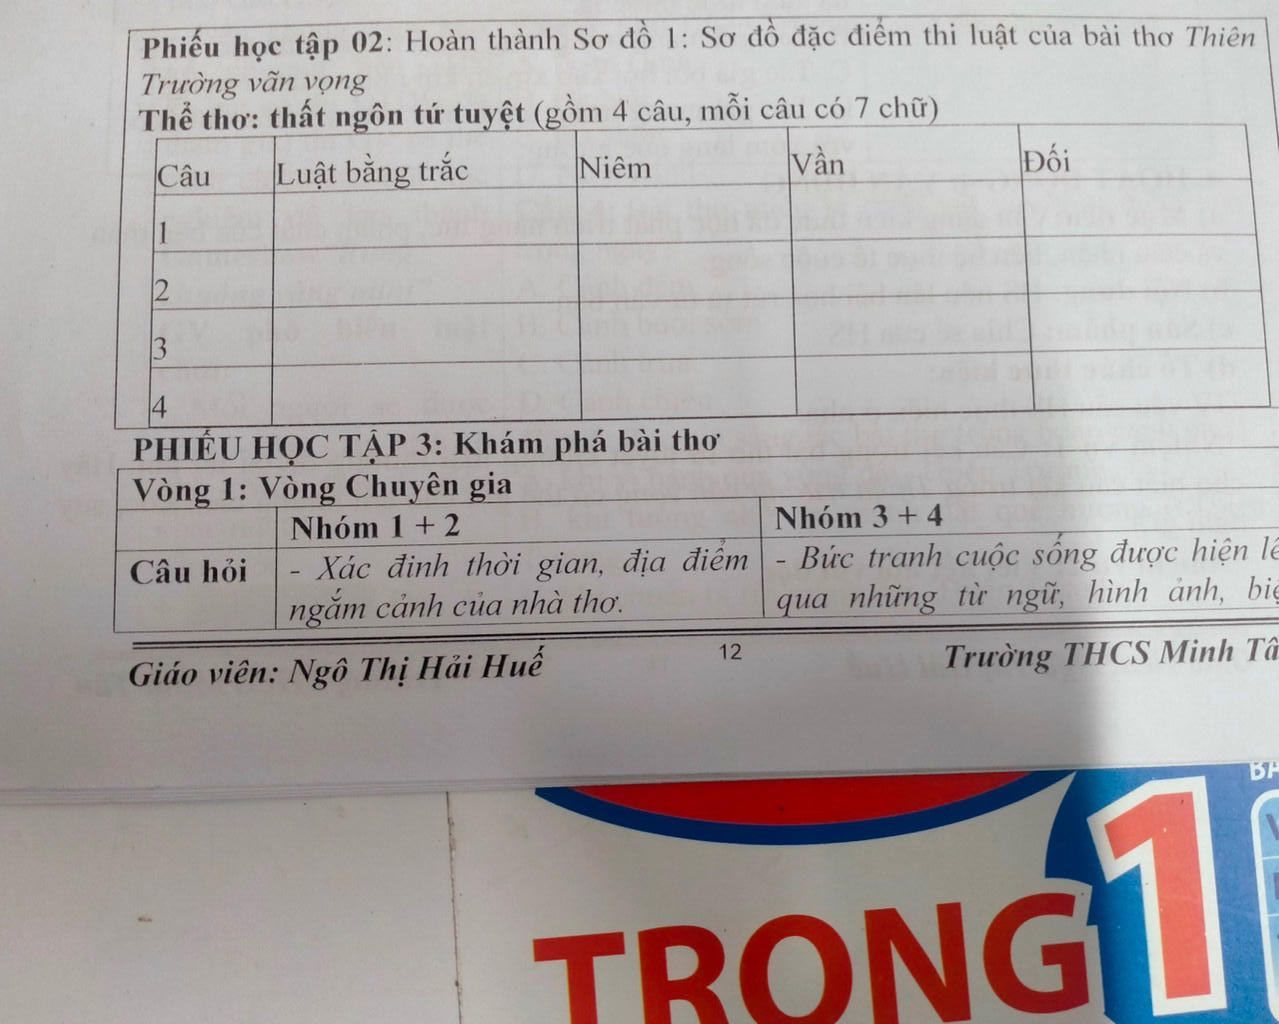 Phiếu học tập 02: Hoàn thành Sơ đồ 1: Sơ đồ đặc điểm thi luật của bài thơ Thiên
Trường vãn vọng
Thể thơ: thất ngôn tứ tuyệt (gồm 4 câu, mỗi câu có 7 chữ)
Câu Luật bằng trắc Niêm Vần Đối
1
2
3
4
PHIẾU HỌC TẬP 3: Khám phá bài thơ
Vòng 1: Vòng Chuyên gia
Nhóm 1 + 2 Nhóm 3 + 4
Câu hỏi - Xác đinh thời gian, địa điểm - Bức tranh cuộc sống được hiện
ngắm cảnh của nhà thơ. qua những từ ngữ, hình ảnh,
Giáo viên: Ngô Thị Hải Huế 12 Trường THCS Minh
TRONG 1